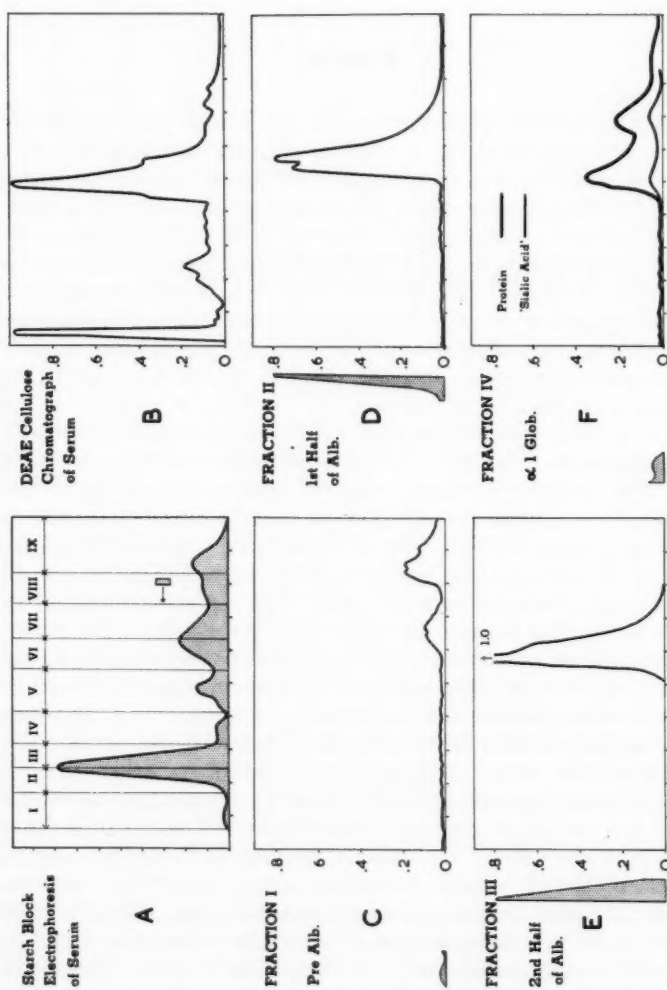 Starch Block
Electrophoresis
of Serum
A
I II III IV V VI VII VIII IX
DEAE Cellulose
Chromatograph
of Serum
B
.8
.6
.4
.2
0
FRACTION I
Pre Alb.
C
.8
.6
.4
.2
0
FRACTION II
1st Half
of Alb.
D
.8
.6
.4
.2
0
FRACTION III
2nd Half
of Alb.
E
.8
.6
.4
.2
0
↑ 1.0
FRACTION IV
α 1 Glob.
F
.8
.6
.4
.2
0
Protein
'Sialic Acid'